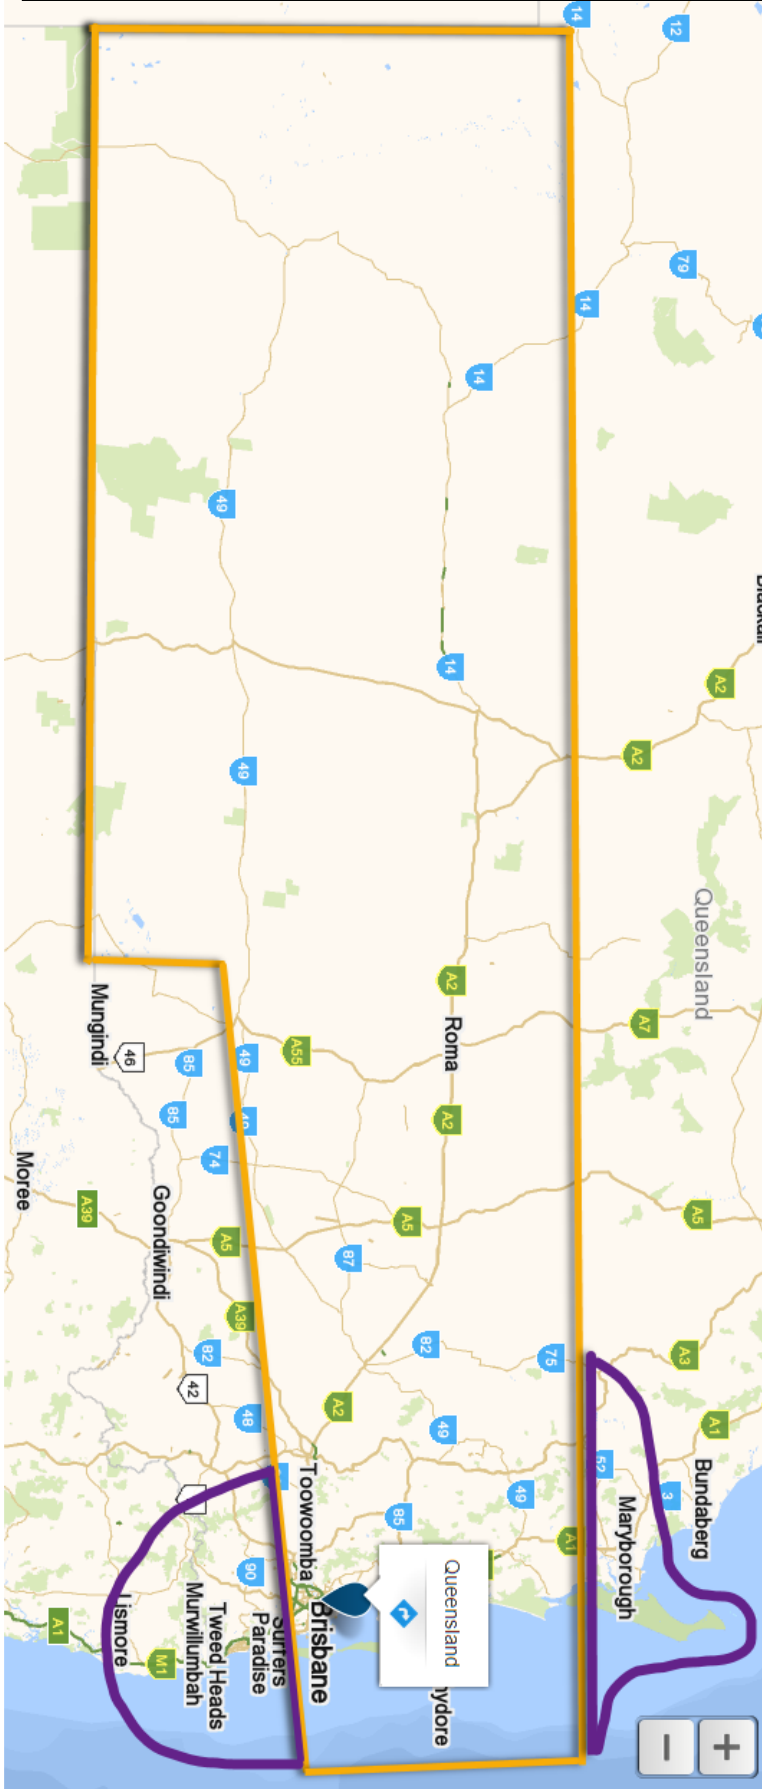 12
14
79
A2
A1
Queensland
Bundaberg
A5
A3
3
+
−
A7
A2
Maryborough
52
14
A1
75
49
14
Queensland
Roma
A2
14
A2
49
ydore
82
A5
85
87
A2
Brisbane
Toowoomba
A55
Surfers
Paradise
90
49
49
48
49
A39
A5
49
Tweed Heads
Murwillumbah
74
82
42
85
85
M1
Goondiwindi
46
Lismore
Mungindi
A39
A1
Moree